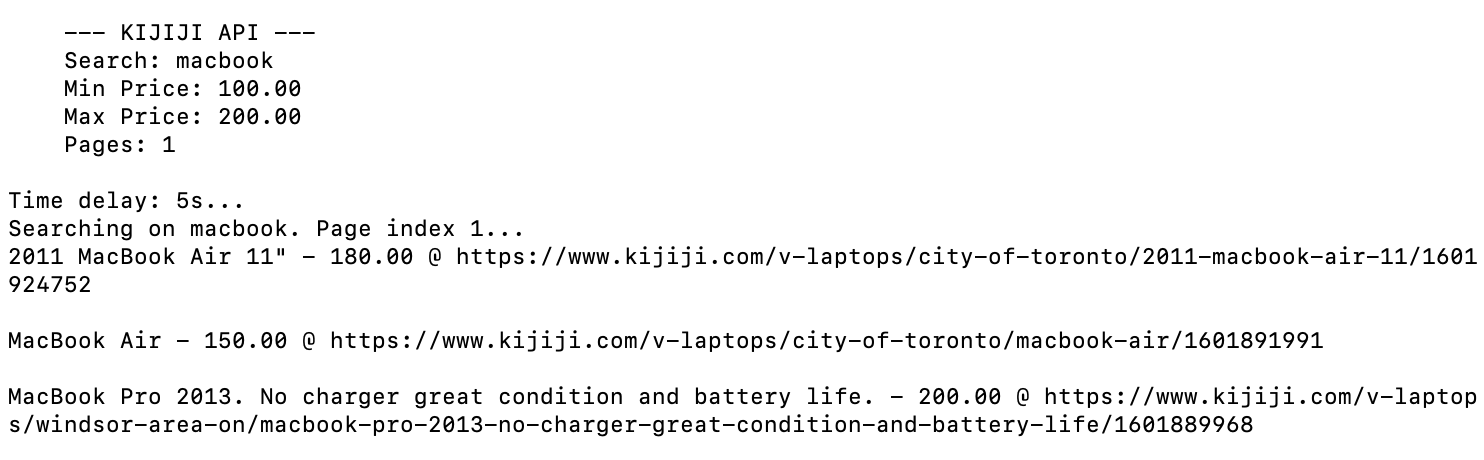 --- KIJIJI API ---
Search: macbook
Min Price: 100.00
Max Price: 200.00
Pages: 1
Time delay: 5s...
Searching on macbook. Page index 1...
2011 MacBook Air 11" - 180.00 @ https://www.kijiji.com/v-laptops/city-of-toronto/2011-macbook-air-11/1601
924752
MacBook Air - 150.00 @ https://www.kijiji.com/v-laptops/city-of-toronto/macbook-air/1601891991
MacBook Pro 2013. No charger great condition and battery life. - 200.00 @ https://www.kijiji.com/v-laptop
s/windsor-area-on/macbook-pro-2013-no-charger-great-condition-and-battery-life/1601889968